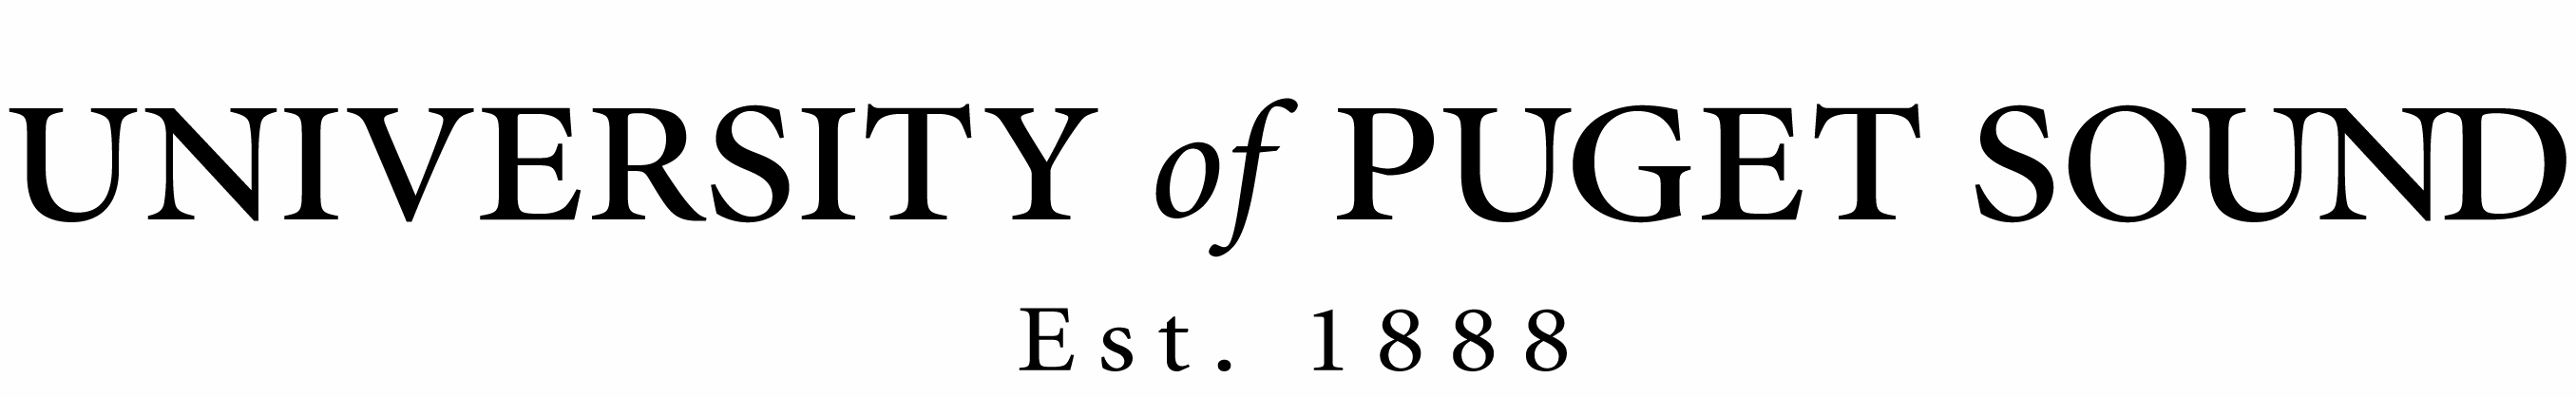 UNIVERSITY of PUGET SOUND
Est. 1888